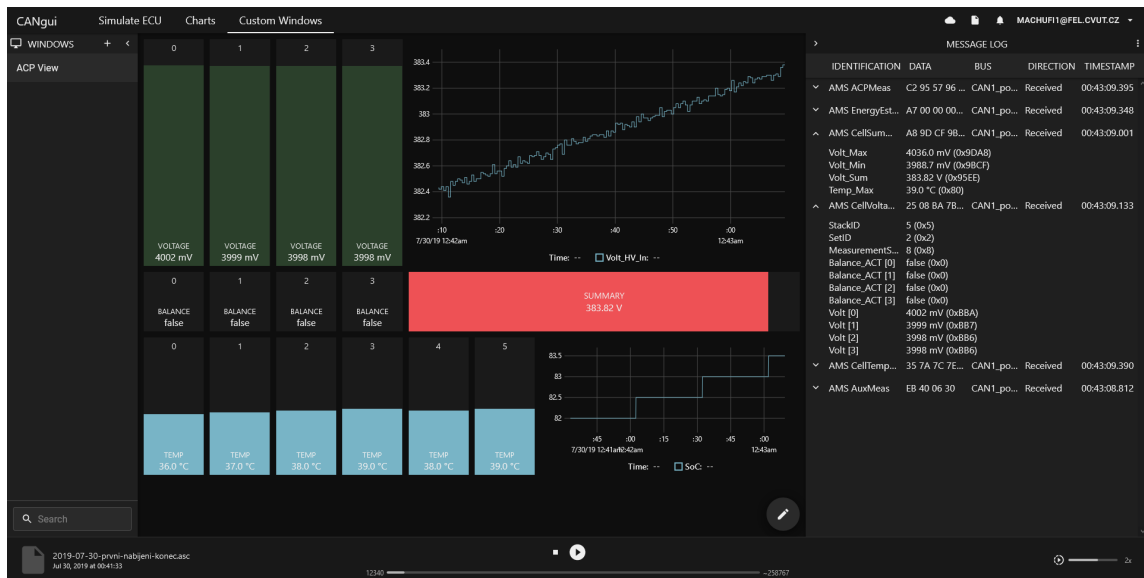 CANgui Simulate ECU Charts Custom Windows MACHUFI1@FEL.CVUT.CZ
WINDOWS + <
ACP View
0 1 2 3
VOLTAGE VOLTAGE VOLTAGE VOLTAGE
4002 mV 3999 mV 3998 mV 3998 mV
0 1 2 3
BALANCE BALANCE BALANCE BALANCE
false false false false
0 1 2 3 4 5
TEMP TEMP TEMP TEMP TEMP TEMP
36.0 °C 37.0 °C 38.0 °C 39.0 °C 38.0 °C 39.0 °C
383.4
383.2
383
382.8
382.6
382.4
382.2
:10 :20 :30 :40 :50 :00
7/30/19 12:42am 12:43am
Time: -- Volt_HV_In: --
SUMMARY
383.82 V
83.5
83
82.5
82
:45 :00 :15 :30 :45 :00
7/30/19 12:41am 12:42am 12:43am
Time: -- SoC: --
> MESSAGE LOG
IDENTIFICATION DATA BUS DIRECTION TIMESTAMP
AMS ACPMeas C2 95 57 96 ... CAN1_po... Received 00:43:09.395
AMS EnergyEst... A7 00 00 00... CAN1_po... Received 00:43:09.348
AMS CellSum... A8 9D CF 9B... CAN1_po... Received 00:43:09.001
Volt_Max 4036.0 mV (0x9DA8)
Volt_Min 3988.7 mV (0x9BCF)
Volt_Sum 383.82 V (0x95EE)
Temp_Max 39.0 °C (0x80)
AMS CellVolta... 25 08 BA 7B... CAN1_po... Received 00:43:09.133
StackID 5 (0x5)
SetID 2 (0x2)
MeasurementS... 8 (0x8)
Balance_ACT [0] false (0x0)
Balance_ACT [1] false (0x0)
Balance_ACT [2] false (0x0)
Balance_ACT [3] false (0x0)
Volt [0] 4002 mV (0xBBA)
Volt [1] 3999 mV (0xBB7)
Volt [2] 3998 mV (0xBB6)
Volt [3] 3998 mV (0xBB6)
AMS CellTemp... 35 7A 7C 7E... CAN1_po... Received 00:43:09.390
AMS AuxMeas EB 40 06 30 CAN1_po... Received 00:43:08.812
Search
2019-07-30-prvni-nabijeni-konec.asc
Jul 30, 2019 at 00:41:33
12340 ~258767
2x